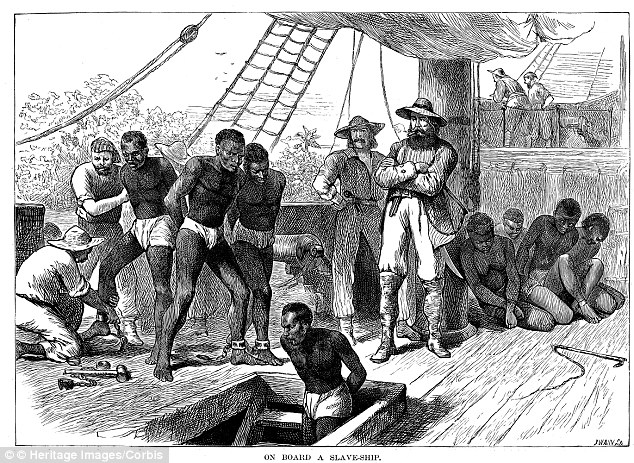 ON BOARD A SLAVE-SHIP.
© Heritage Images/Corbis